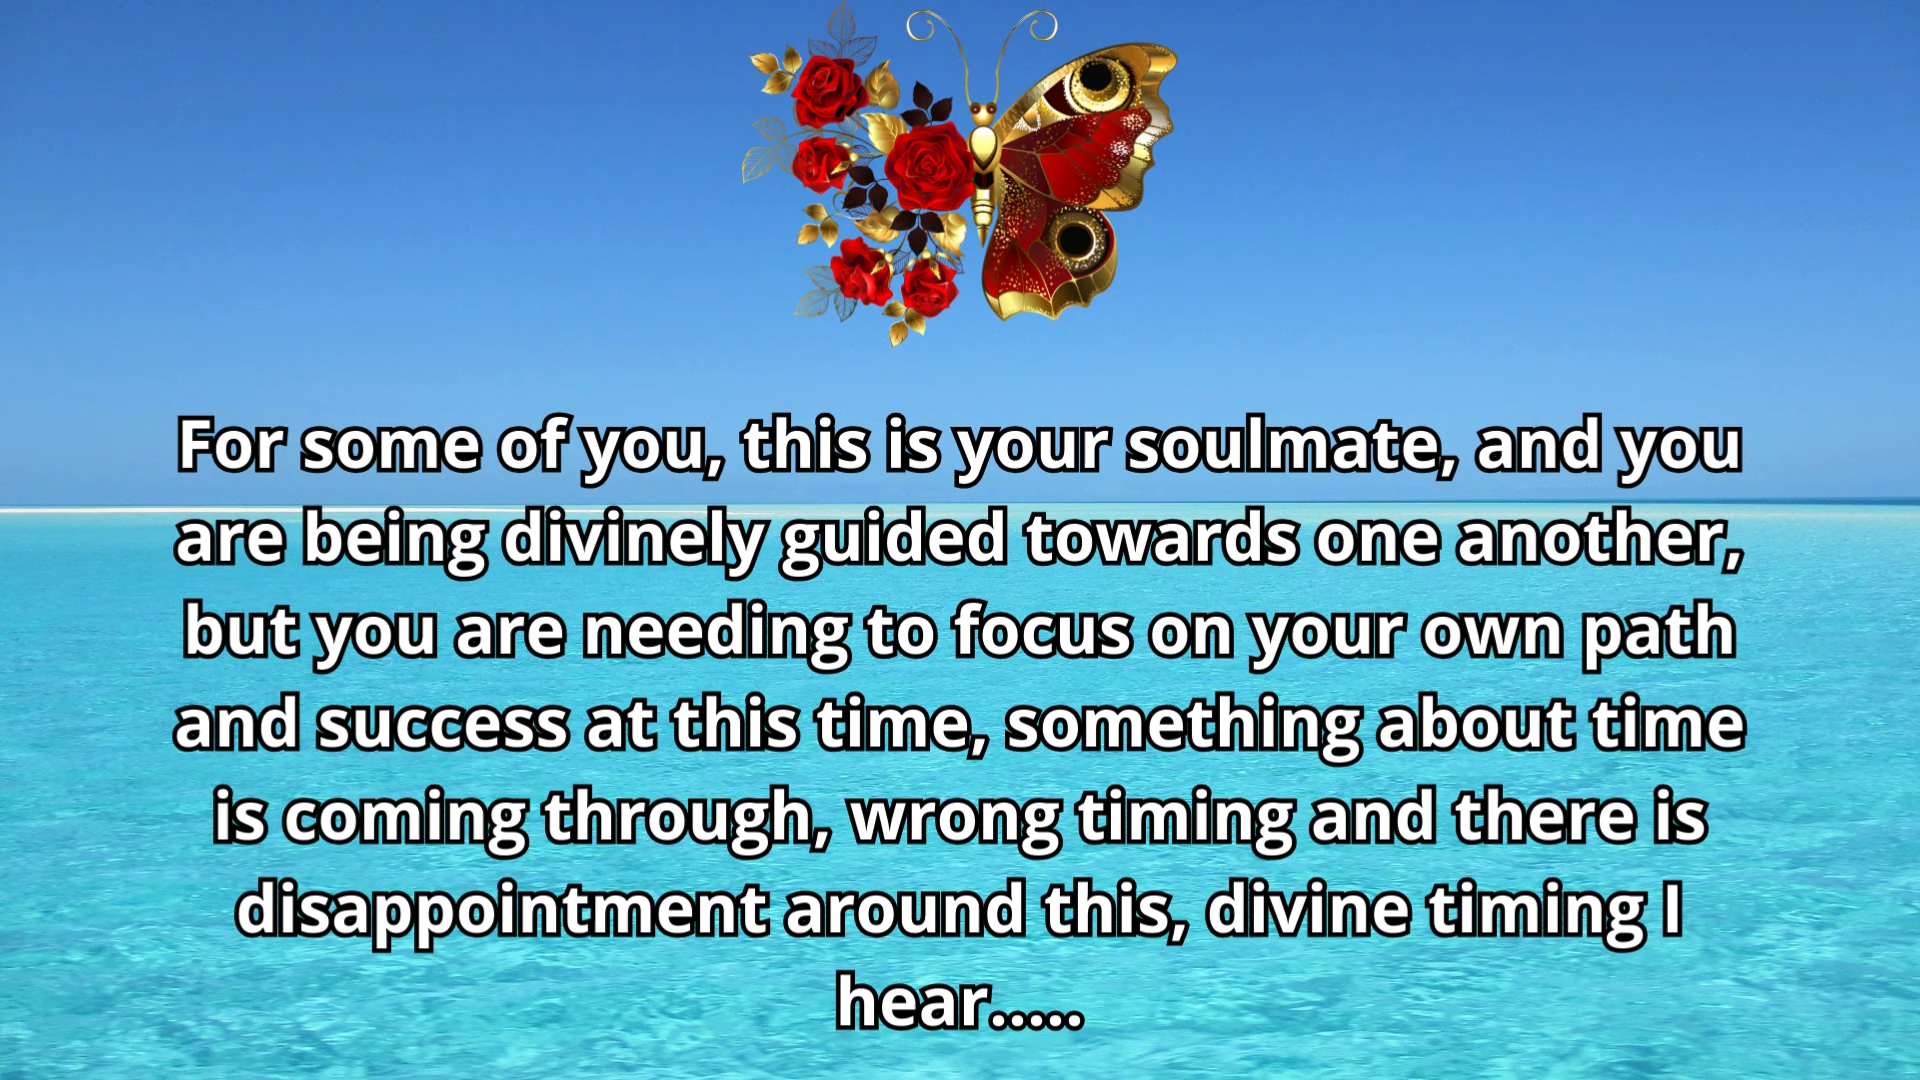 For some of you, this is your soulmate, and you
are being divinely guided towards one another,
but you are needing to focus on your own path
and success at this time, something about time
is coming through, wrong timing and there is
disappointment around this, divine timing I
hear.....